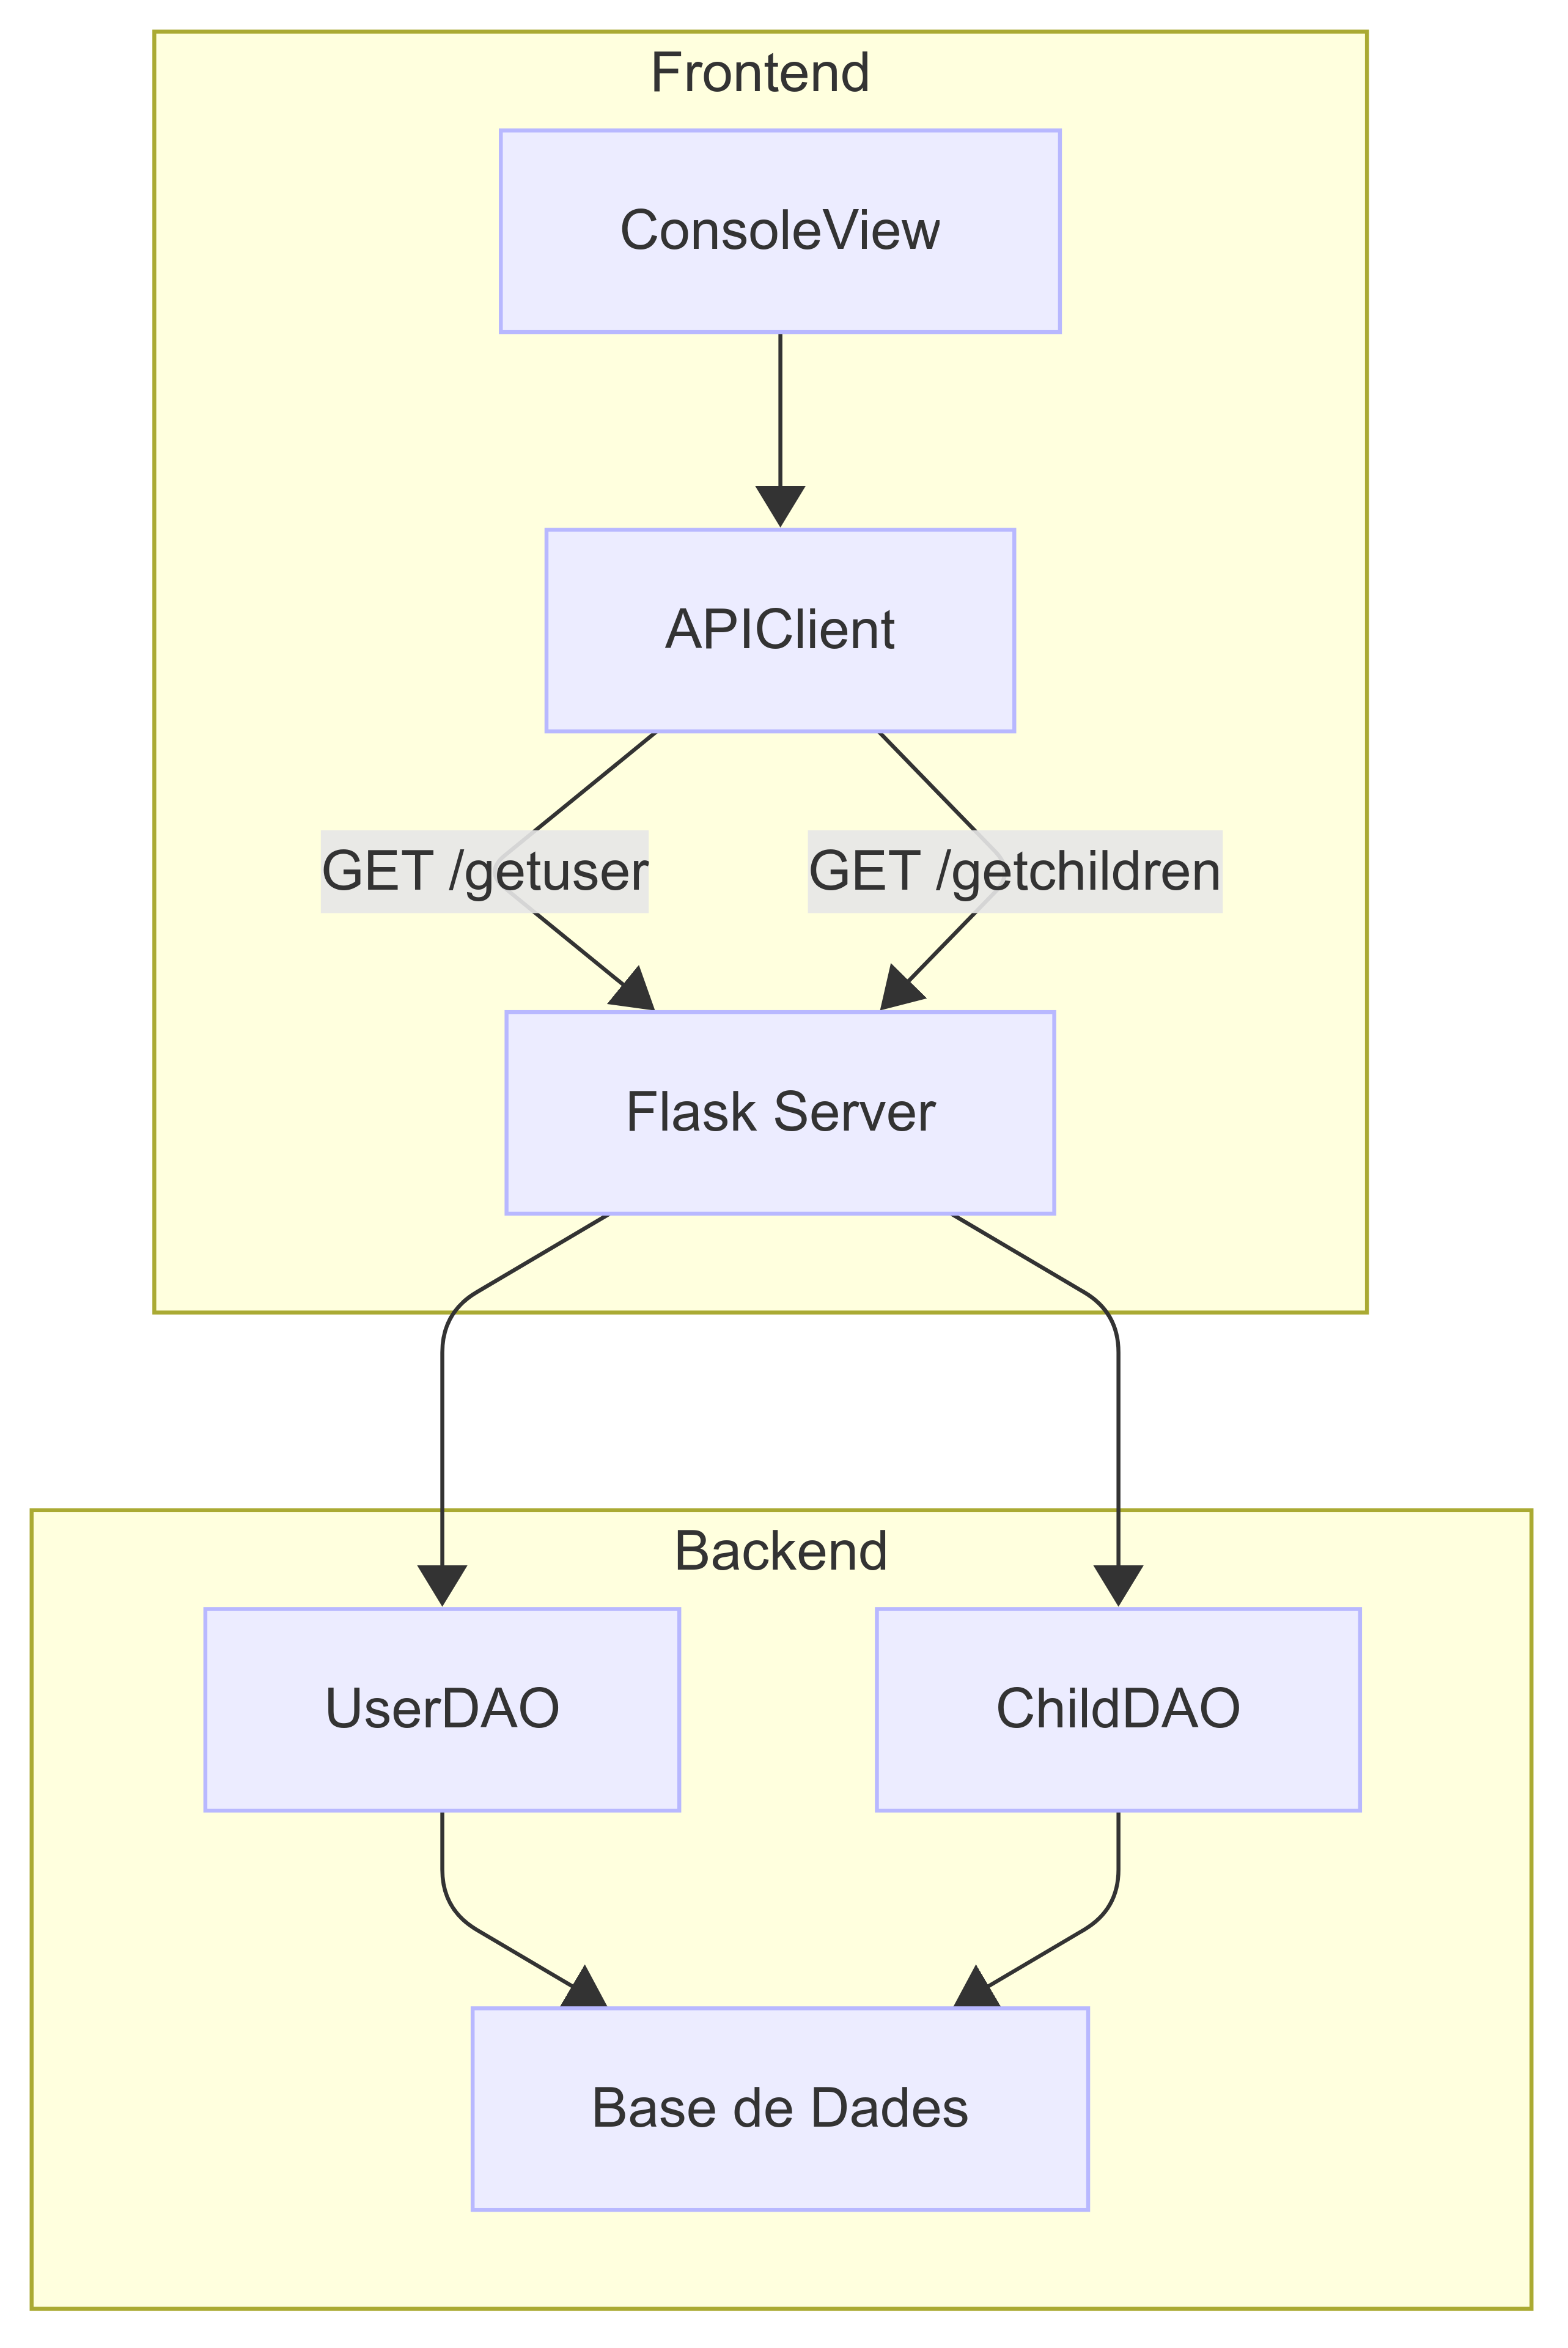 Frontend
ConsoleView
APIClient
GET /getuser
GET /getchildren
Flask Server
Backend
UserDAO
ChildDAO
Base de Dades